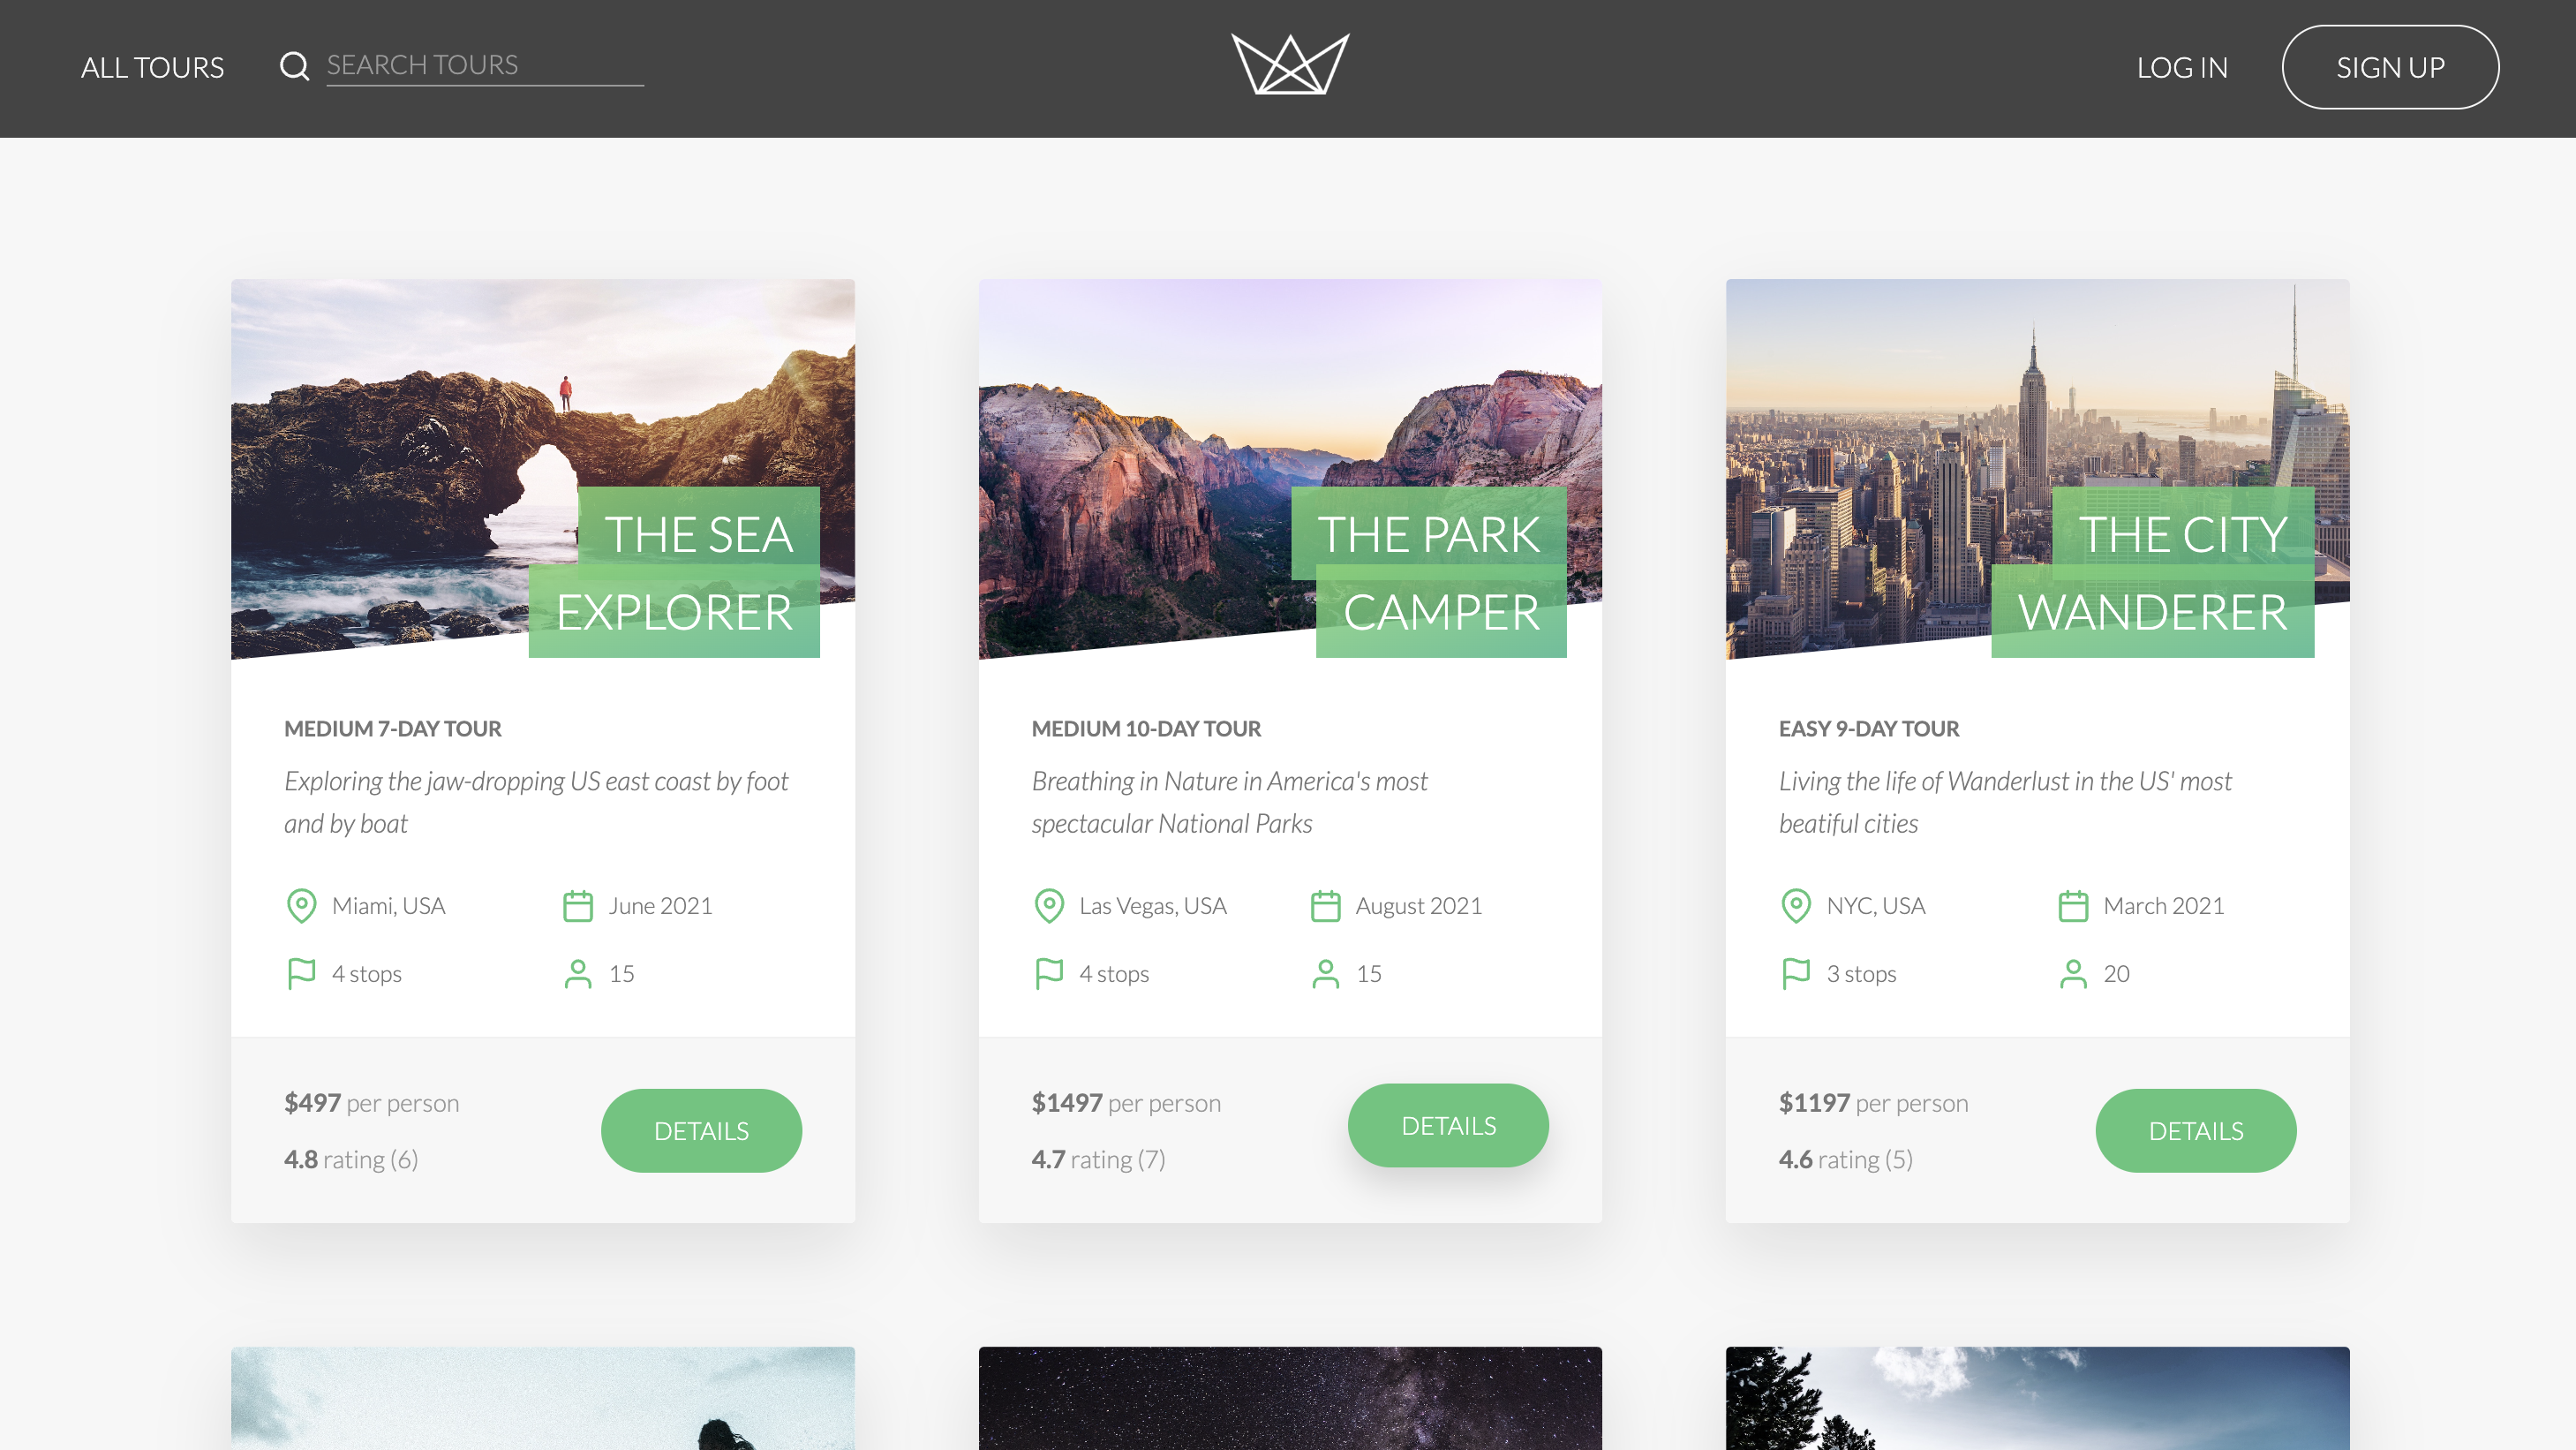 ALL TOURS
SEARCH TOURS
LOG IN
SIGN UP
THE SEA
EXPLORER
MEDIUM 7-DAY TOUR
Exploring the jaw-dropping US east coast by foot
and by boat
Miami, USA
June 2021
4 stops
15
$497 per person
4.8 rating (6)
DETAILS
THE PARK
CAMPER
MEDIUM 10-DAY TOUR
Breathing in Nature in America's most
spectacular National Parks
Las Vegas, USA
August 2021
4 stops
15
$1497 per person
4.7 rating (7)
DETAILS
THE CITY
WANDERER
EASY 9-DAY TOUR
Living the life of Wanderlust in the US' most
beatiful cities
NYC, USA
March 2021
3 stops
20
$1197 per person
4.6 rating (5)
DETAILS